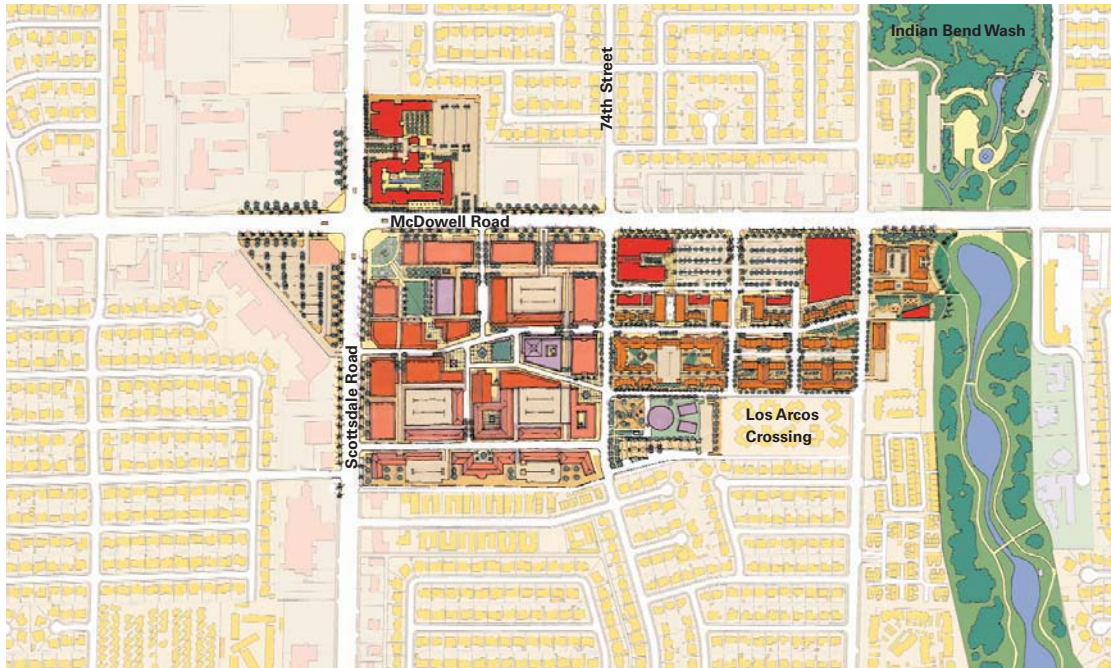 Indian Bend Wash
74th Street
McDowell Road
Scottsdale Road
Los Arcos
Crossing